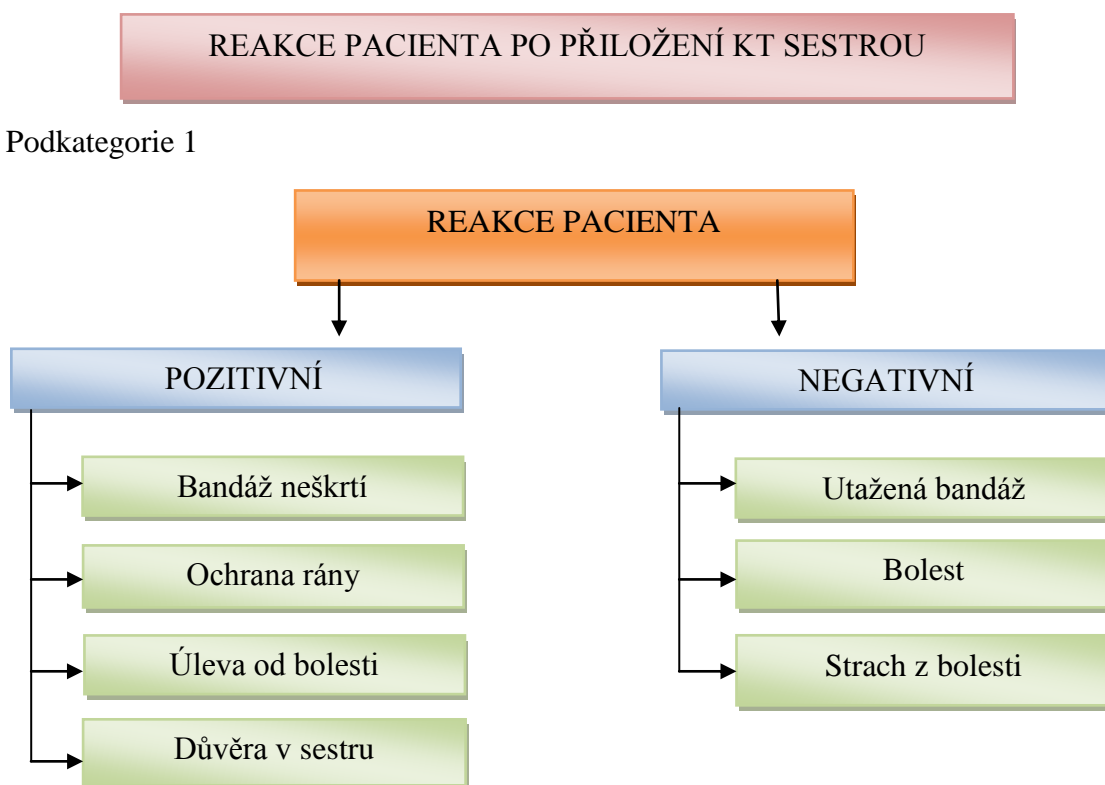 REAKCE PACIENTA PO PŘILOŽENÍ KT SESTROU
Podkategorie 1
REAKCE PACIENTA
POZITIVNÍ
Bandáž neškrtí
Ochrana rány
Úleva od bolesti
Důvěra v sestru
NEGATIVNÍ
Utažená bandáž
Bolest
Strach z bolesti